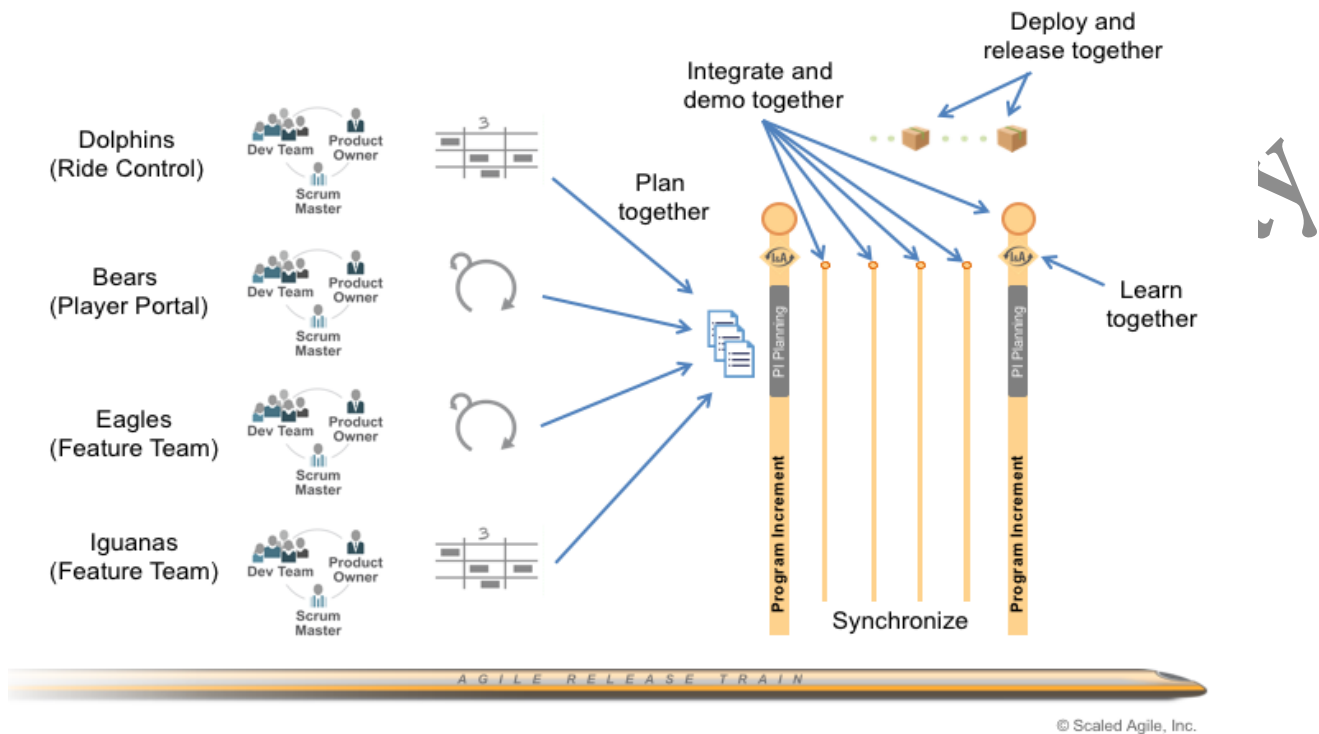 Deploy and
release together
Integrate and
demo together
Dolphins
(Ride Control)
Dev Team
Product
Owner
Scrum
Master
3
Plan
together
Bears
(Player Portal)
Dev Team
Product
Owner
Scrum
Master
I&A
I&A
Learn
together
PI Planning
PI Planning
Eagles
(Feature Team)
Dev Team
Product
Owner
Scrum
Master
Iguanas
(Feature Team)
Dev Team
Product
Owner
Scrum
Master
3
Program Increment
Program Increment
Synchronize
AGILE RELEASE TRAIN
© Scaled Agile, Inc.